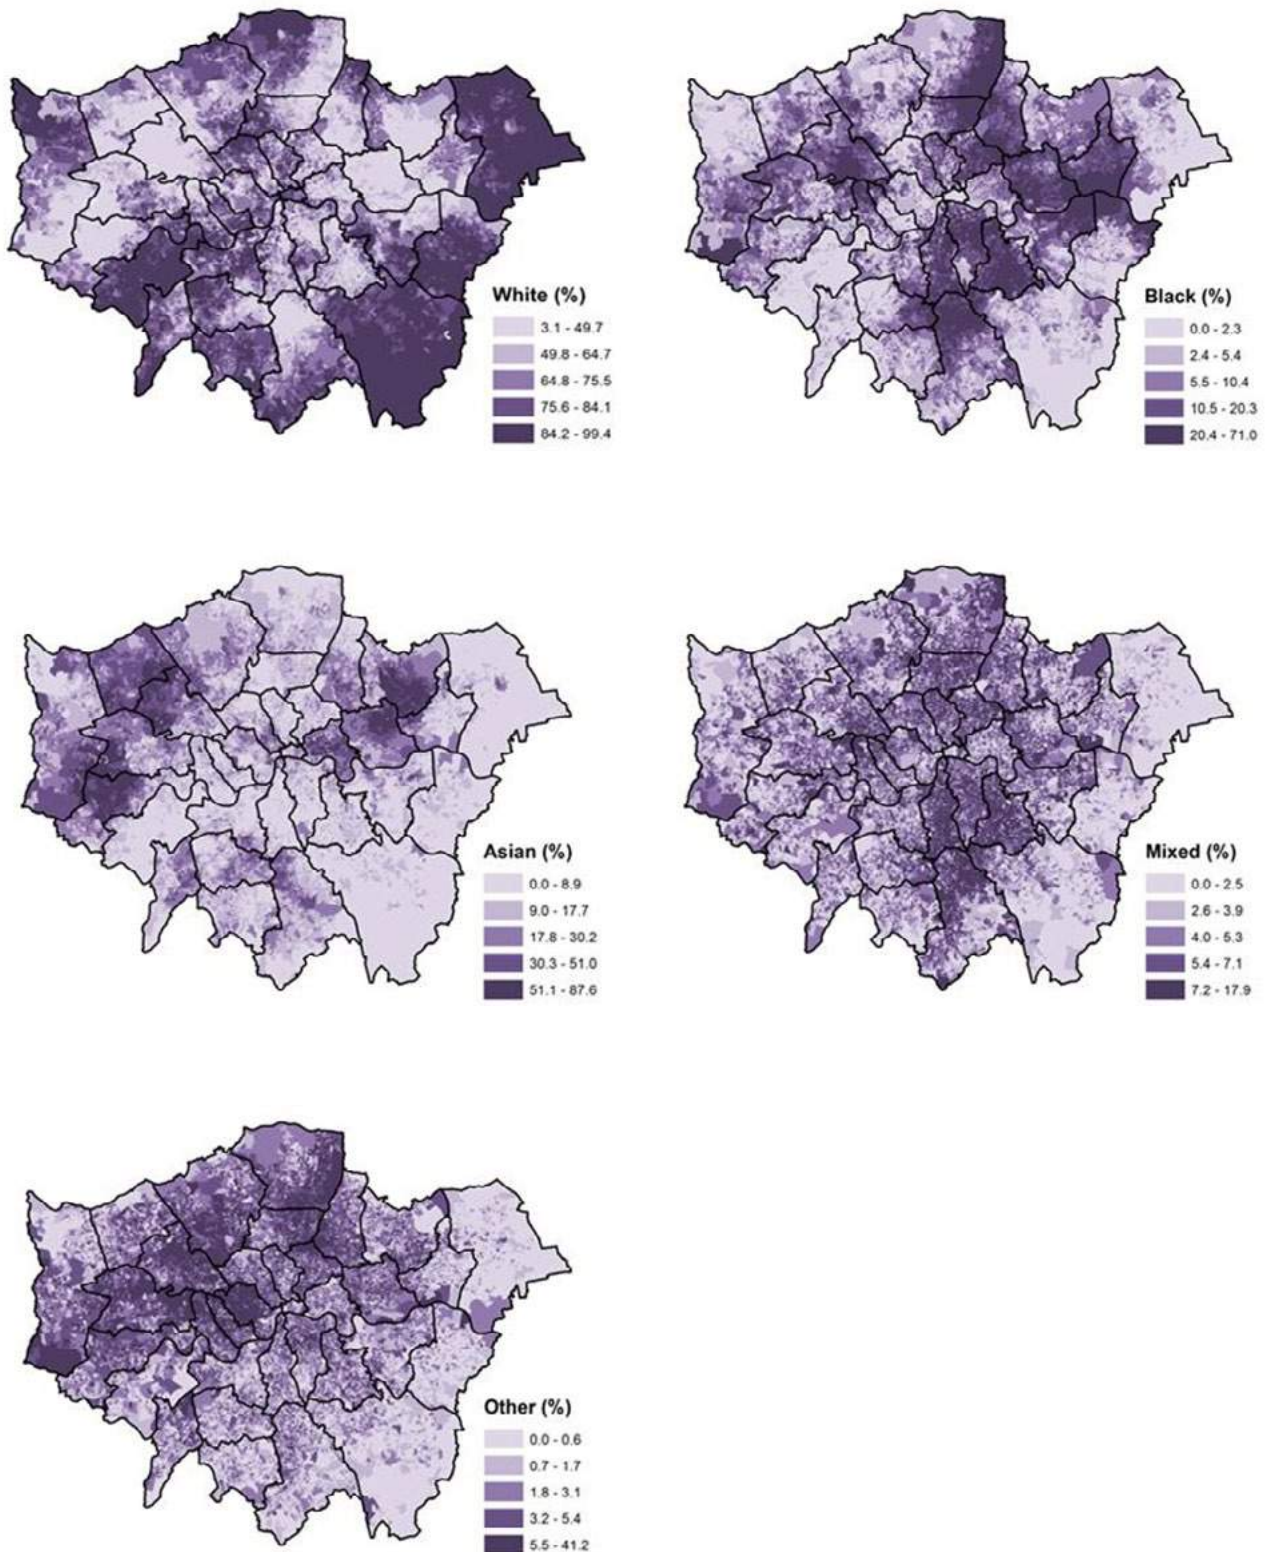 White (%)
3.1 - 49.7
49.8 - 64.7
64.8 - 75.5
75.6 - 84.1
84.2 - 99.4
Black (%)
0.0 - 2.3
2.4 - 5.4
5.5 - 10.4
10.5 - 20.3
20.4 - 71.0
Asian (%)
0.0 - 8.9
9.0 - 17.7
17.8 - 30.2
30.3 - 51.0
51.1 - 87.6
Mixed (%)
0.0 - 2.5
2.6 - 3.9
4.0 - 5.3
5.4 - 7.1
7.2 - 17.9
Other (%)
0.0 - 0.6
0.7 - 1.7
1.8 - 3.1
3.2 - 5.4
5.5 - 41.2